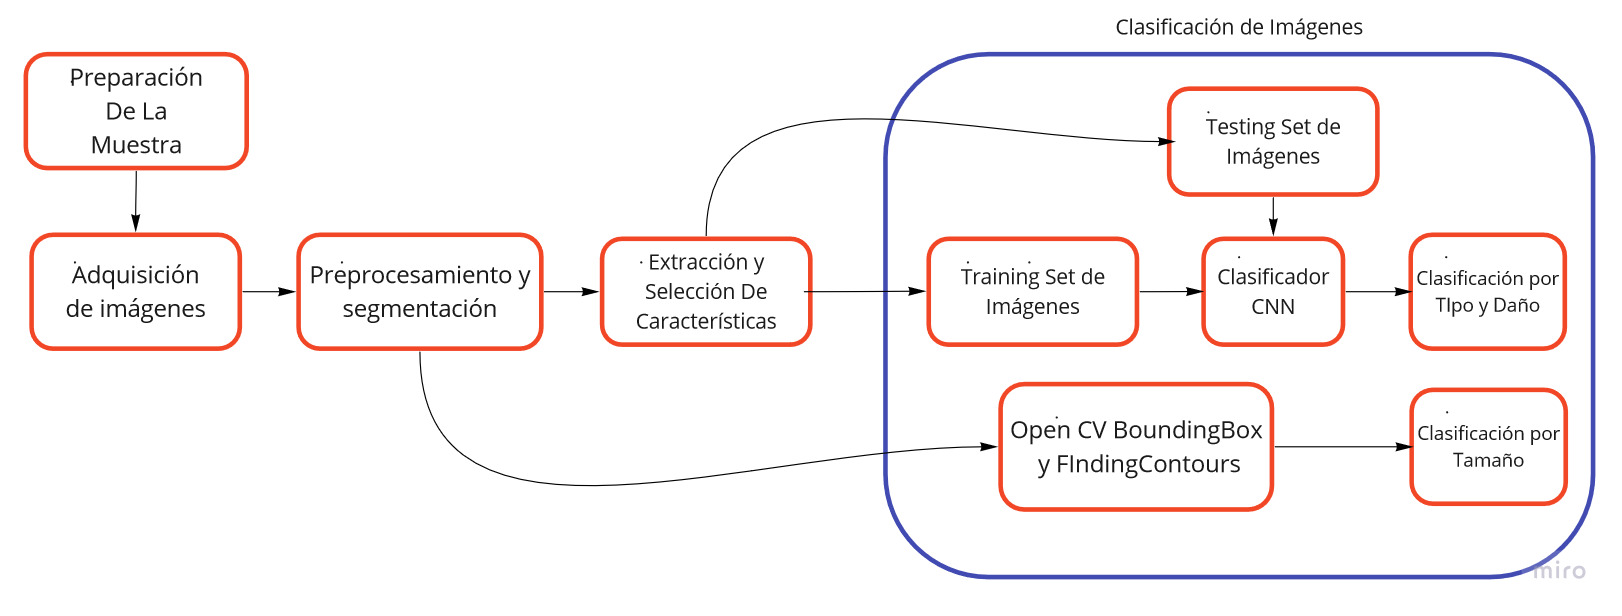 Clasificación de Imágenes
Preparación
De La
Muestra
Testing Set de
Imágenes
Adquisición
de imágenes
Preprocesamiento y
segmentación
Extracción y
Selección De
Características
Training Set de
Imágenes
Clasificador
CNN
Clasificación por
TIpo y Daño
Open CV BoundingBox
y FIndingContours
Clasificación por
Tamaño
miro